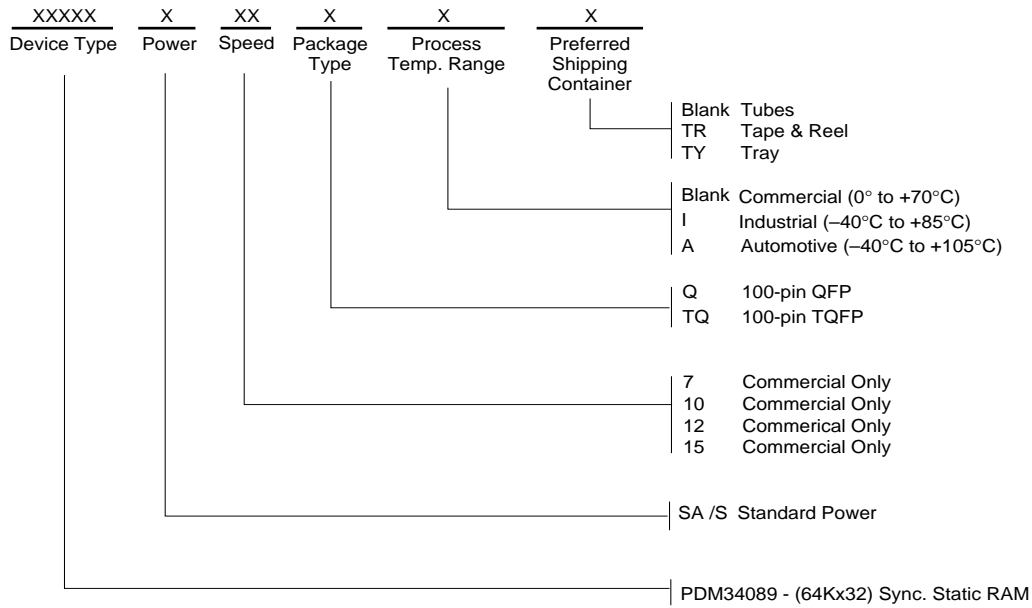 XXXXX X XX X X X
Device Type Power Speed Package Process Preferred
Type Temp. Range Shipping
Container
Blank Tubes
TR Tape & Reel
TY Tray
Blank Commercial (0° to +70°C)
I Industrial (–40°C to +85°C)
A Automotive (–40°C to +105°C)
Q 100-pin QFP
TQ 100-pin TQFP
7 Commercial Only
10 Commercial Only
12 Commerical Only
15 Commercial Only
SA /S Standard Power
PDM34089 - (64Kx32) Sync. Static RAM